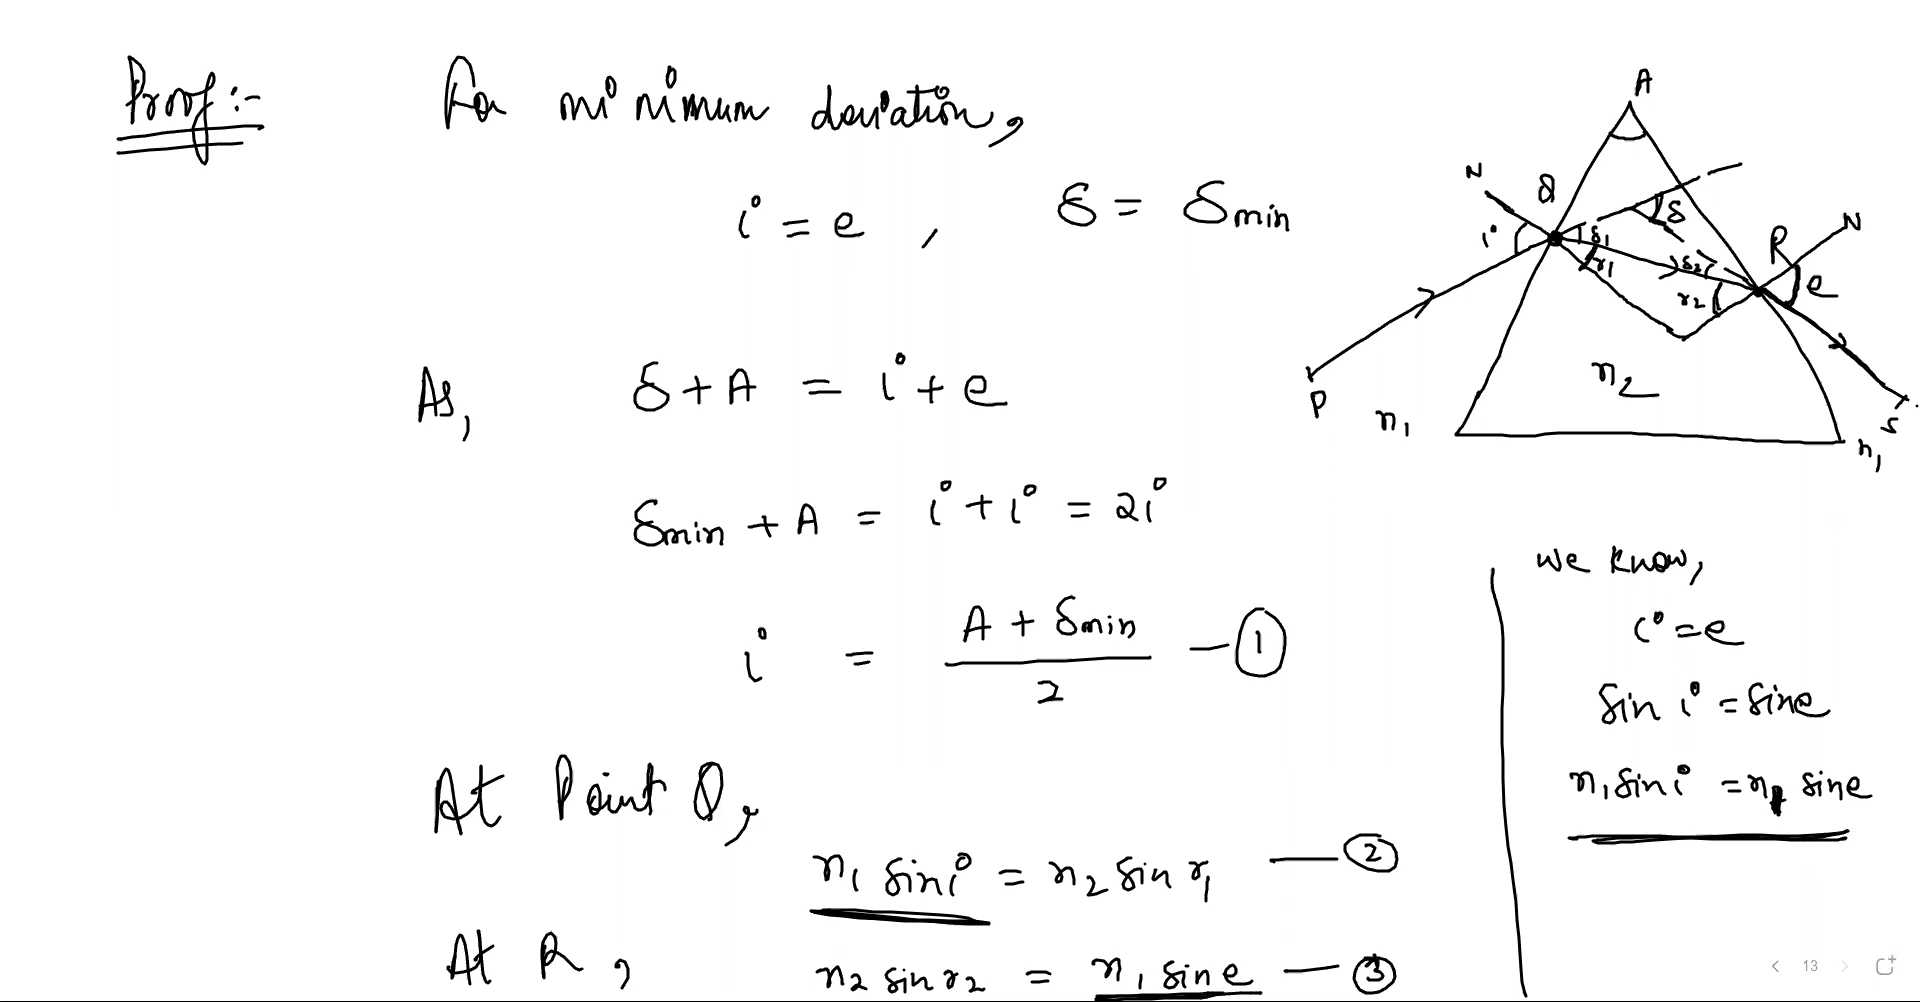 Proof :-
For minimum deviation,
i = e , δ = δmin
As, δ + A = i + e
δmin + A = i + i = 2i
i = A + δmin / 2 — ①
At Point Q,
n₁ sin i = n₂ sin r₁ — ②
At R, n₂ sin r₂ = n₁ sin e — ③
A
N
Q
i
δ
δ₁
r₁
δ₂
r₂
R
N
e
P
n₁
n₂
S
n₁
we know,
i = e
sin i = sin e
n₁ sin i = n₁ sin e
13